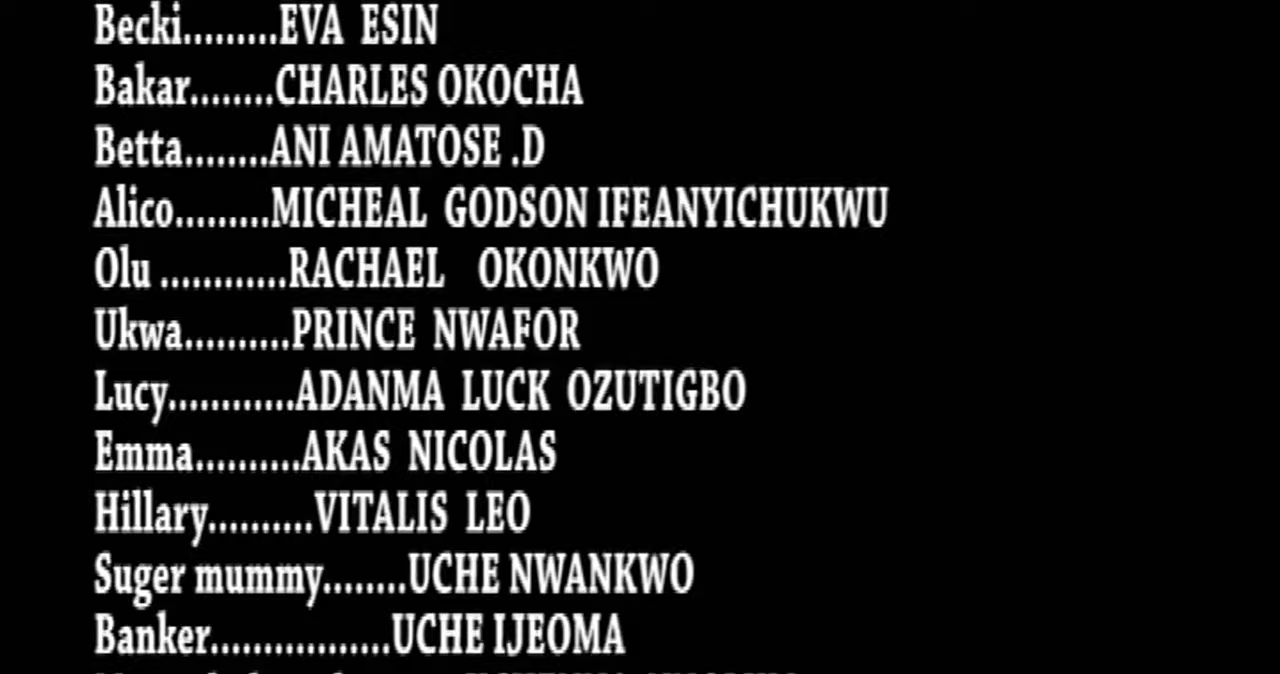 Becki.........EVA ESIN
Bakar........CHARLES OKOCHA
Betta........ANI AMATOSE .D
Alico.........MICHEAL GODSON IFEANYICHUKWU
Olu ............RACHAEL OKONKWO
Ukwa..........PRINCE NWAFOR
Lucy............ADANMA LUCK OZUTIGBO
Emma..........AKAS NICOLAS
Hillary..........VITALIS LEO
Suger mummy........UCHE NWANKWO
Banker.................UCHE IJEOMA